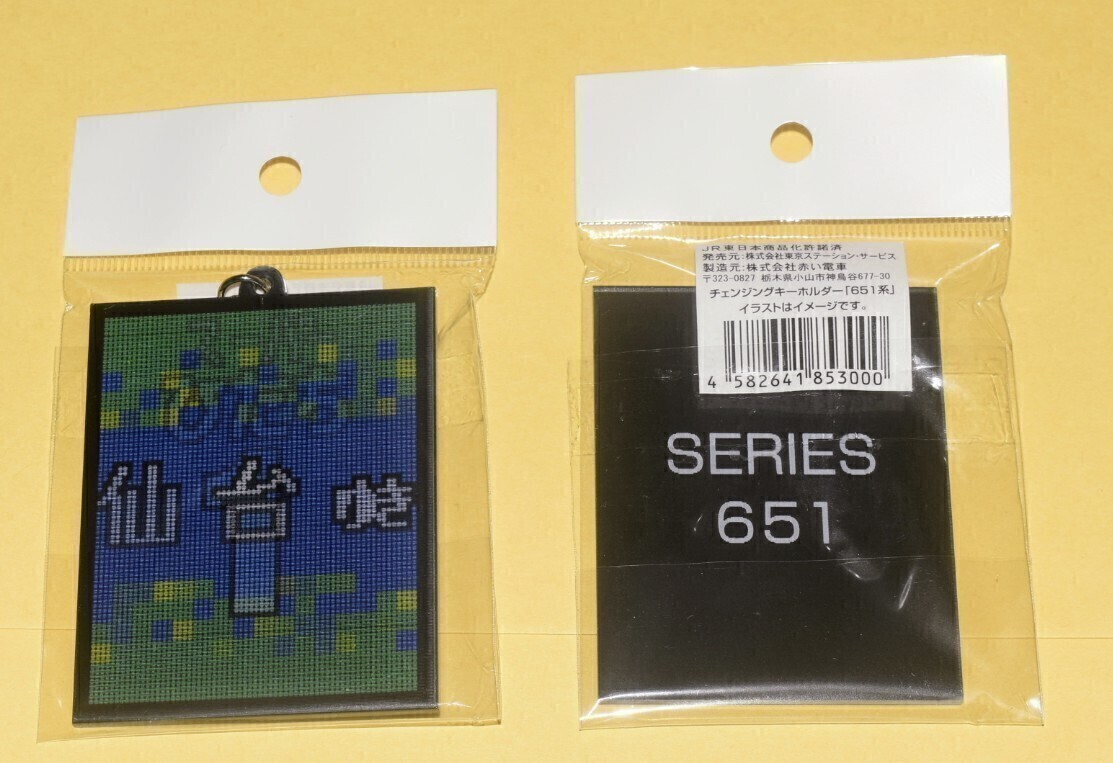 仙台
JR東日本商品化許諾済
発売元:株式会社東京ステーション・サービス
製造元:株式会社赤い電車
〒323-0827 栃木県小山市神鳥谷677-30
チェンジングキーホルダー「651系」
イラストはイメージです。
4 582641 853000
SERIES
651